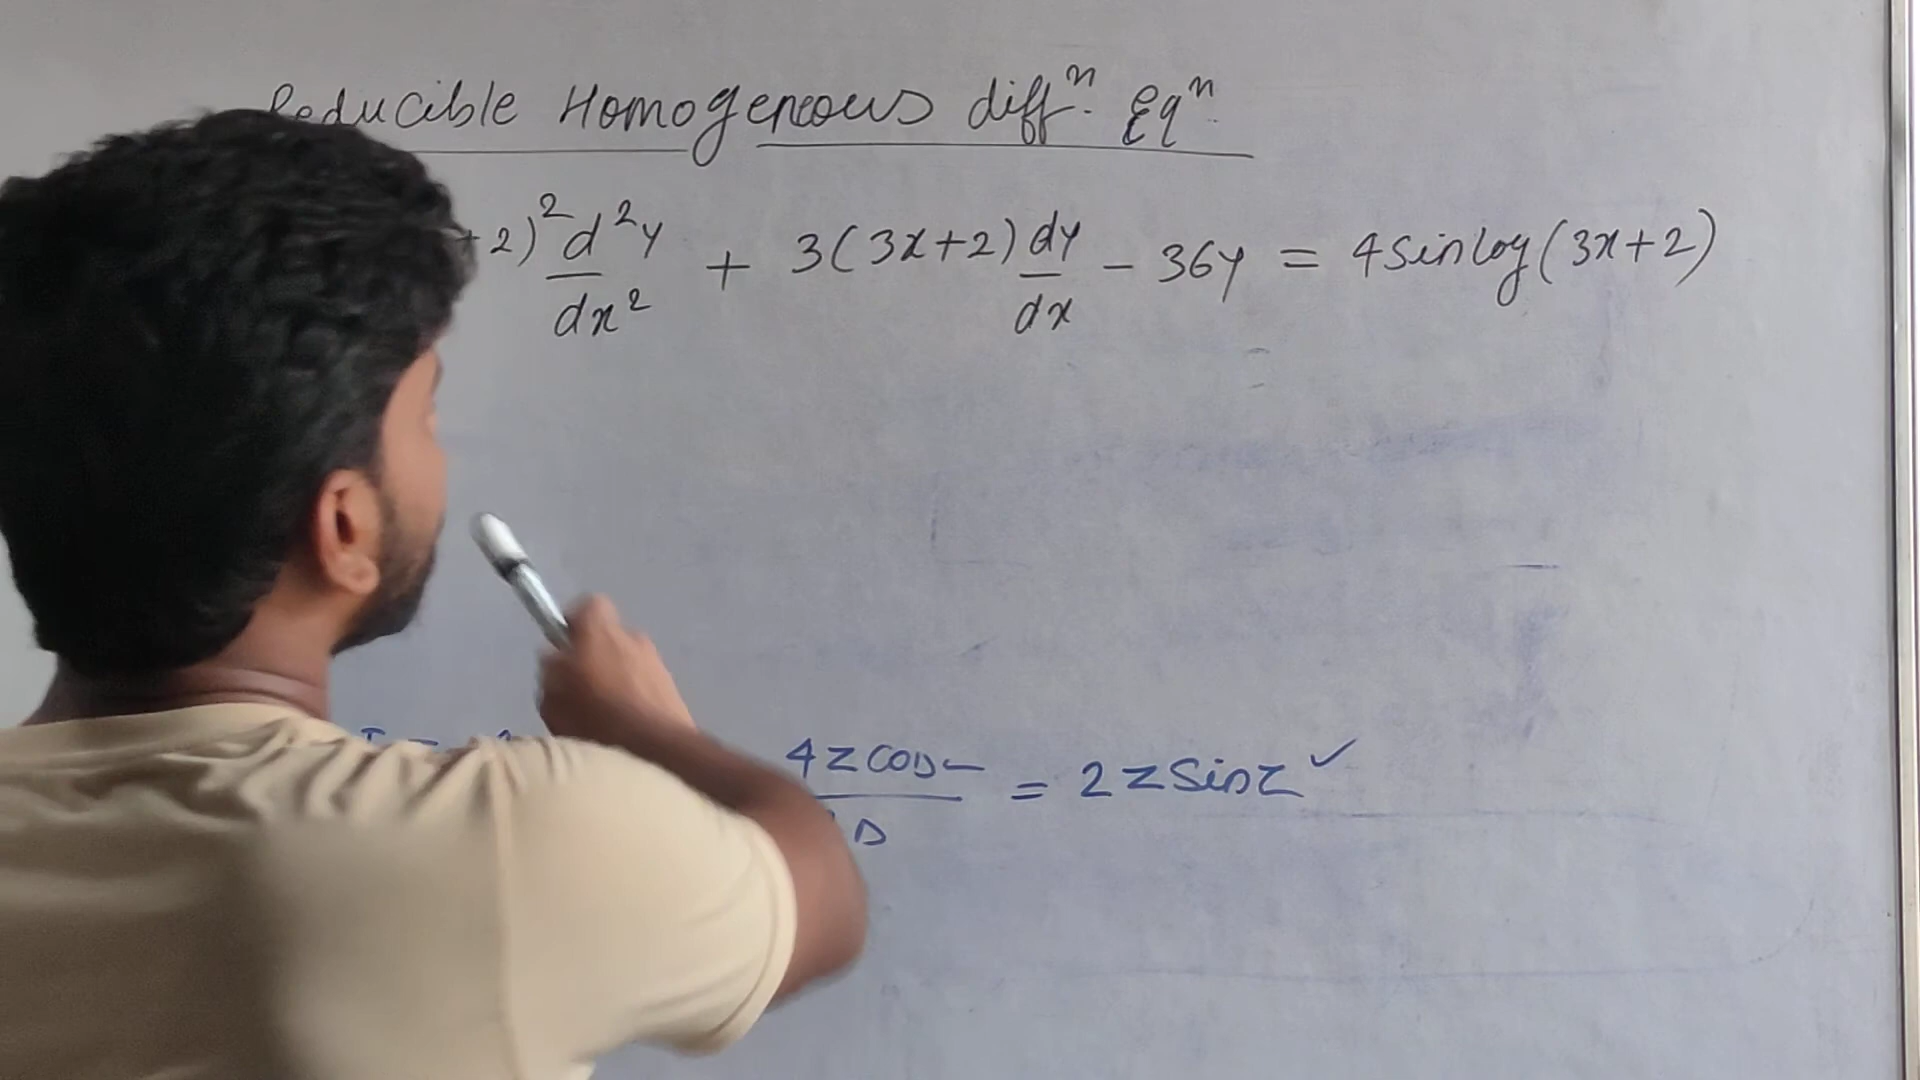 Reducible Homogeneous diffⁿ. Eqⁿ.
+2)² d²y/dx² + 3(3x+2) dy/dx − 36y = 4 Sin log(3x+2)
4z cos / D = 2z Sin z ✓